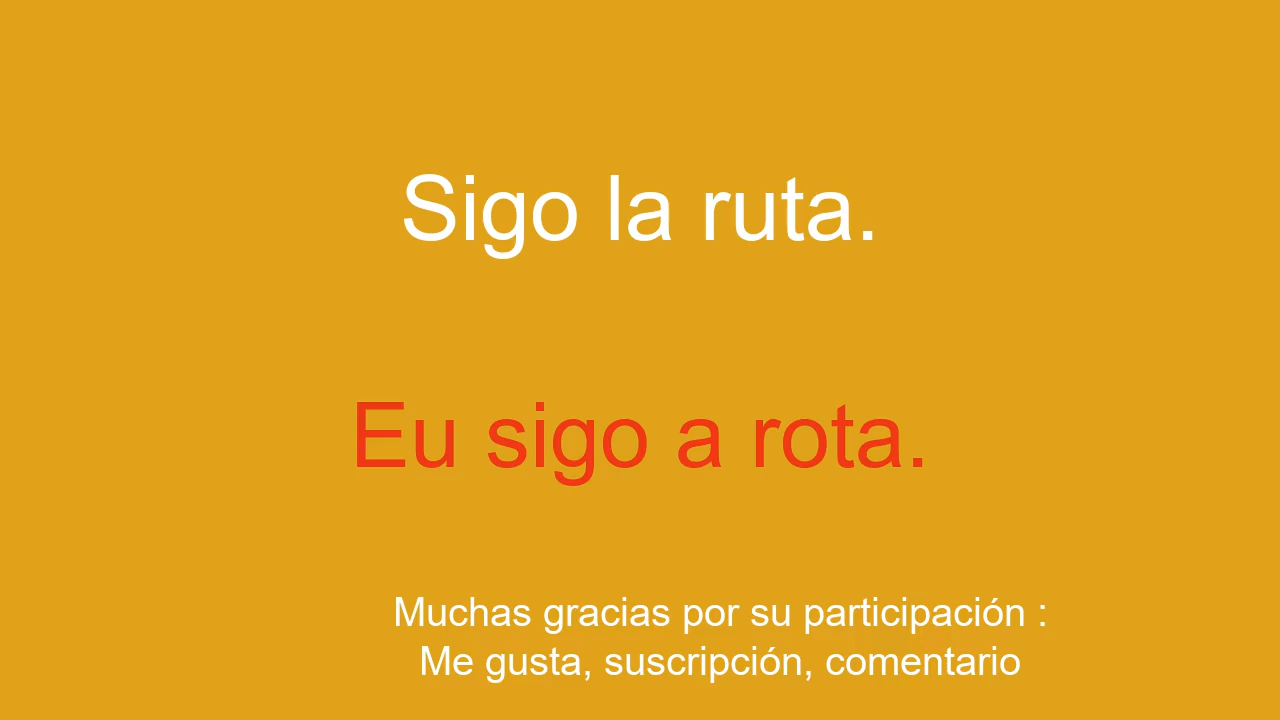 Sigo la ruta.
Eu sigo a rota.
Muchas gracias por su participación :
Me gusta, suscripción, comentario